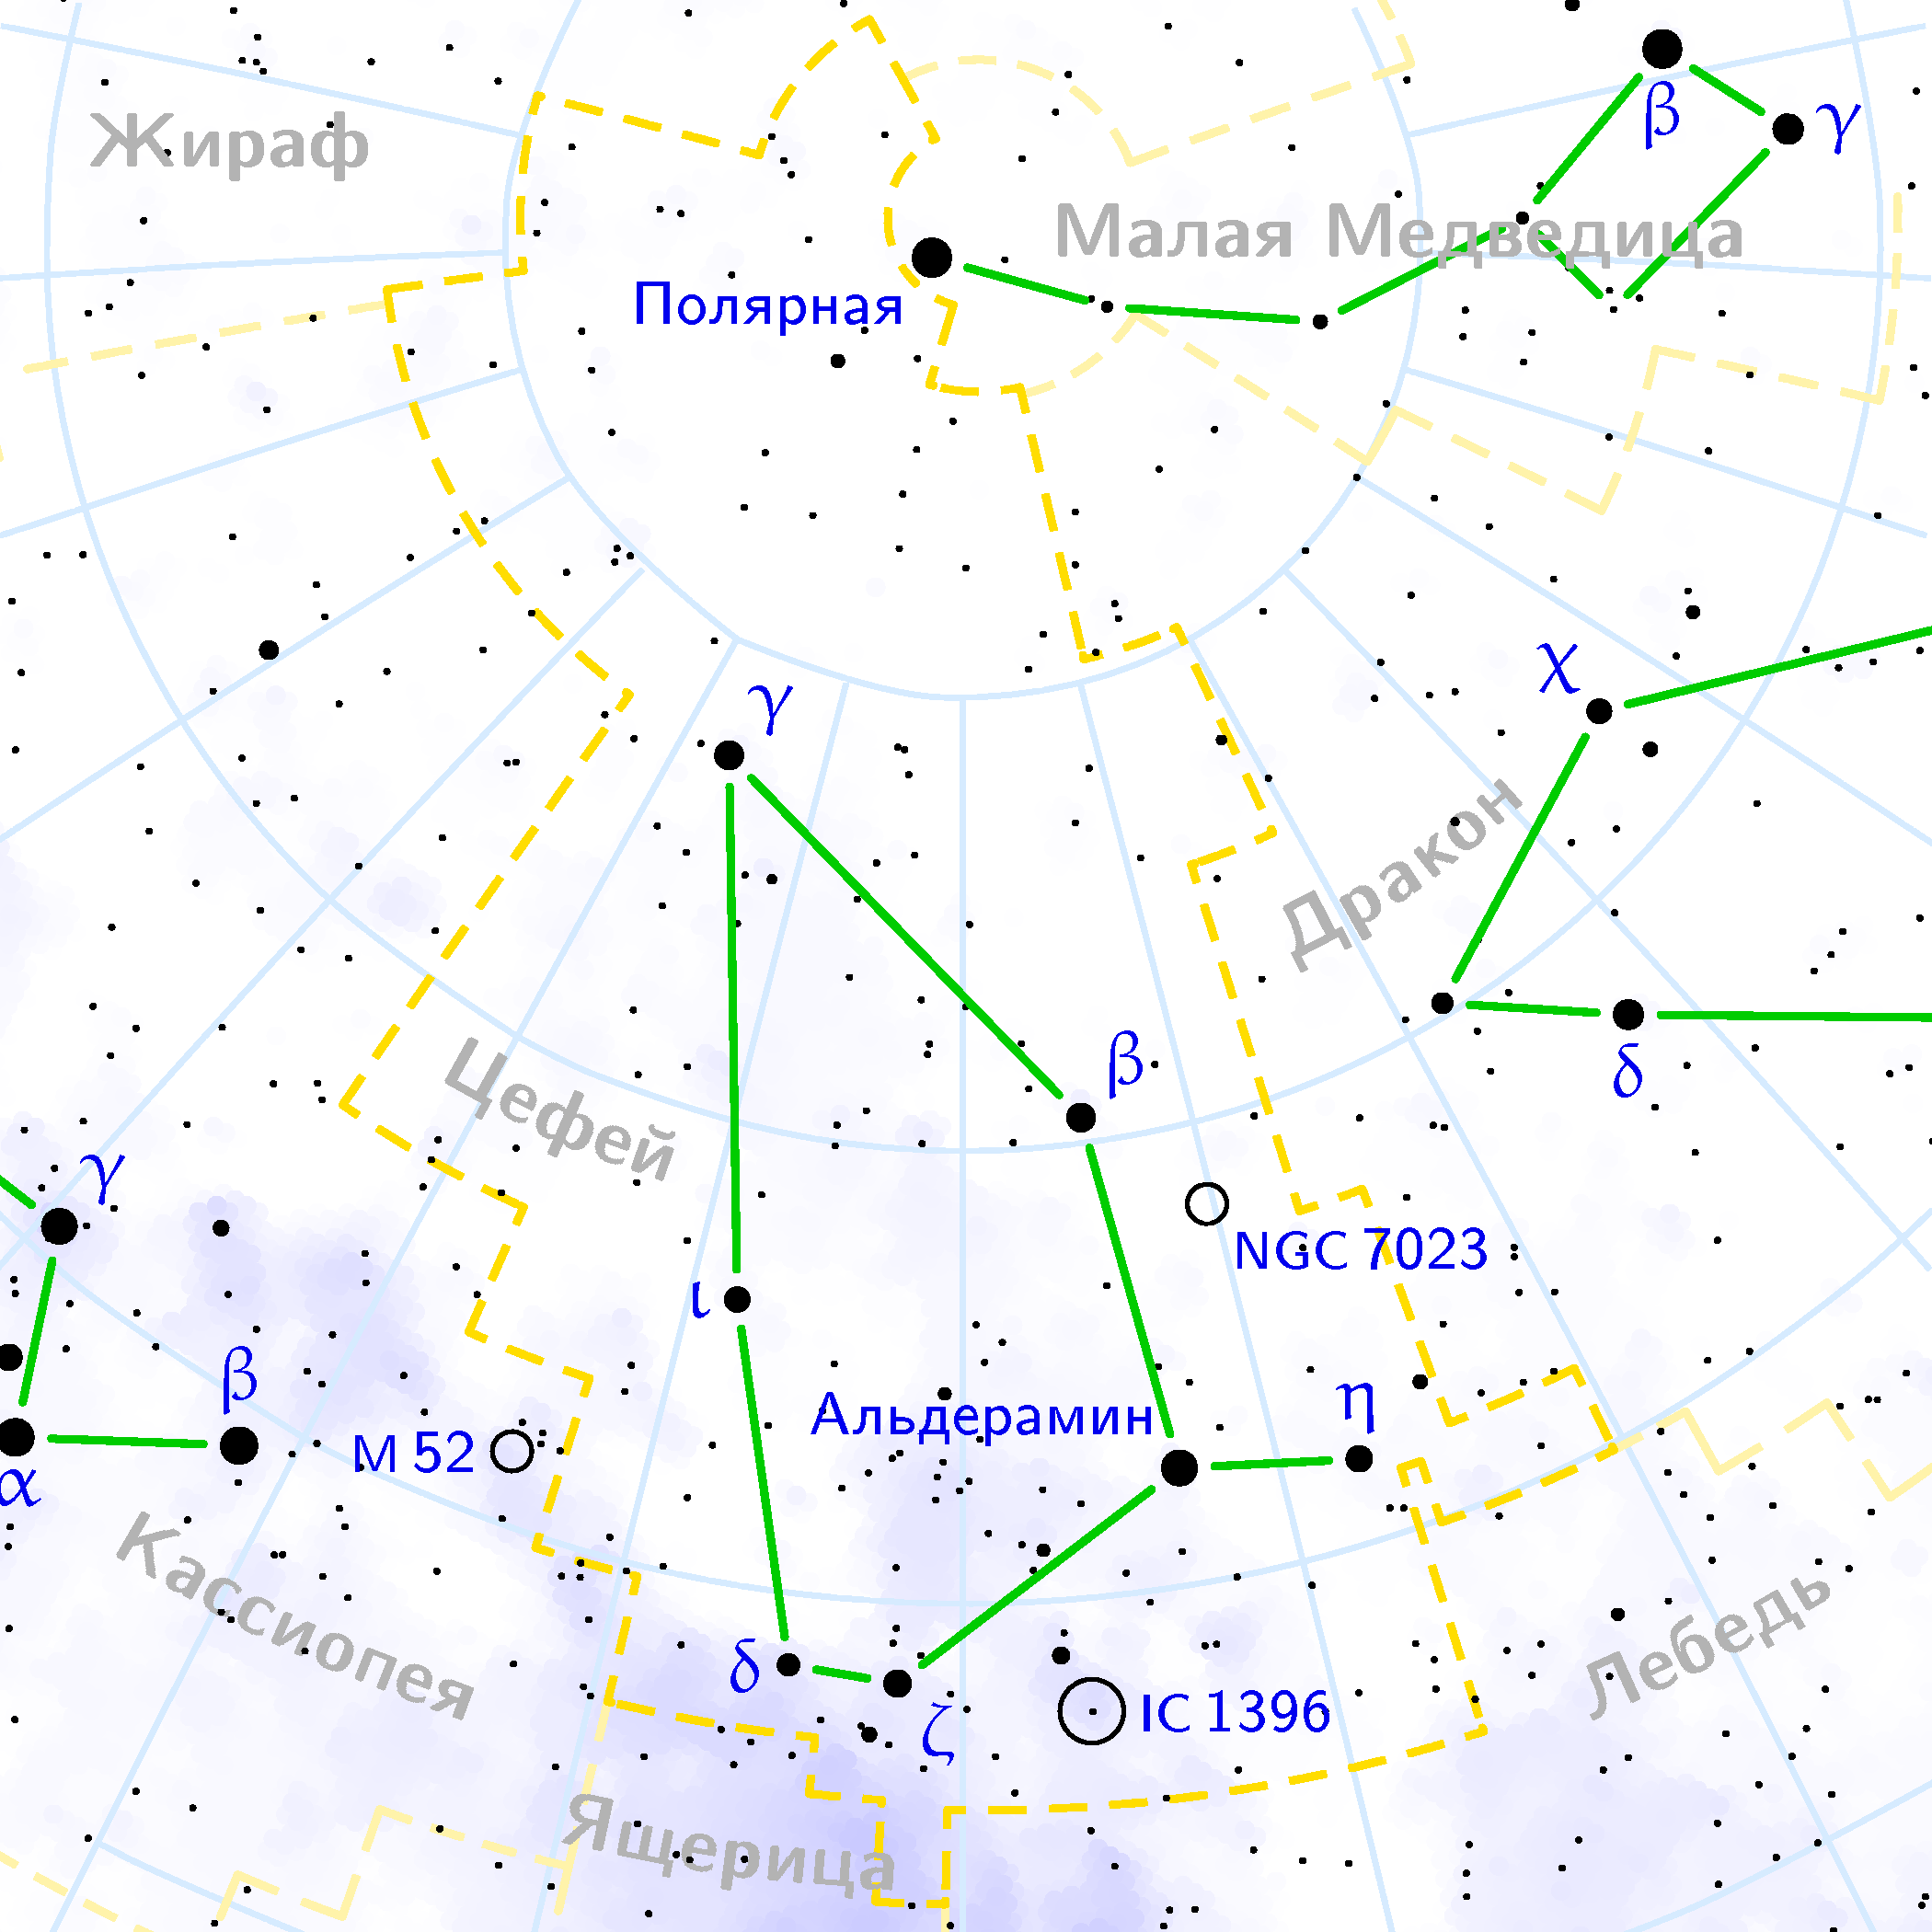 β
γ
Жираф
Малая Медведица
Полярная
χ
γ
Дракон
β
δ
Цефей
γ
NGC 7023
ι
β
η
Альдерамин
M 52
α
Кассиопея
Лебедь
δ
ζ
IC 1396
Ящерица